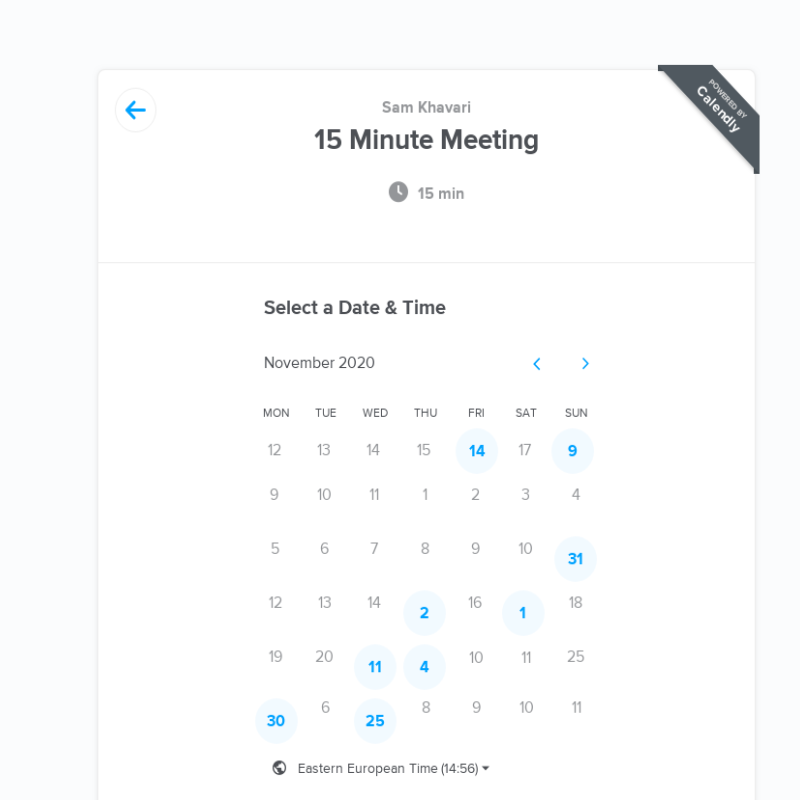 POWERED BY
Calendly
Sam Khavari
15 Minute Meeting
15 min
Select a Date & Time
November 2020
MON TUE WED THU FRI SAT SUN
12 13 14 15 14 17 9
9 10 11 1 2 3 4
5 6 7 8 9 10 31
12 13 14 2 16 1 18
19 20 11 4 10 11 25
30 6 25 8 9 10 11
Eastern European Time (14:56)